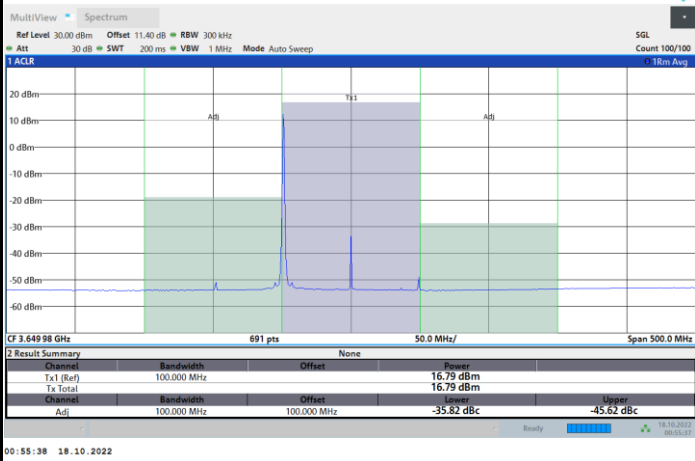 MultiView Spectrum
Ref Level 30.00 dBm Offset 11.40 dB RBW 300 kHz SGL
Att 30 dB SWT 200 ms VBW 1 MHz Mode Auto Sweep Count 100/100
1 ACLR 1Rm Avg
20 dBm
Tx1
10 dBm Adj Adj
0 dBm
-10 dBm
-20 dBm
-30 dBm
-40 dBm
-50 dBm
-60 dBm
CF 3.649 98 GHz 691 pts 50.0 MHz/ Span 500.0 MHz
2 Result Summary None
Channel Bandwidth Offset Power
Tx1 (Ref) 100.000 MHz 16.79 dBm
Tx Total 16.79 dBm
Channel Bandwidth Offset Lower Upper
Adj 100.000 MHz 100.000 MHz -35.82 dBc -45.62 dBc
Ready 18.10.2022
00:55:37
00:55:38 18.10.2022